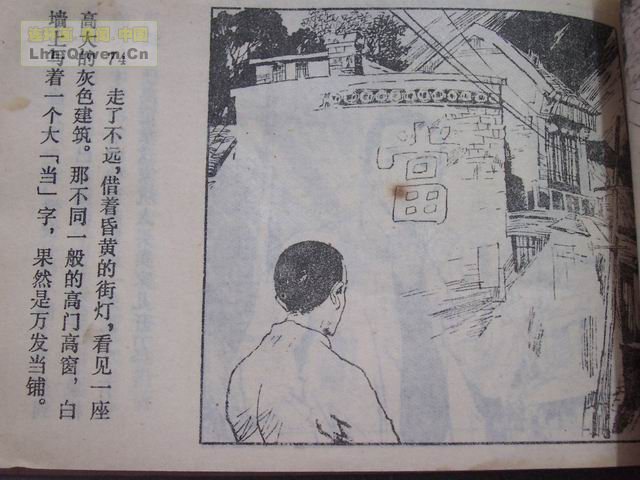 74
走了不远，借着昏黄的街灯，看见一座
高大的灰色建筑。那不同一般的高门高窗，白
墙上写着一个大「当」字，果然是万发当铺。
當
连环画 中国
LhhQuwen.cn